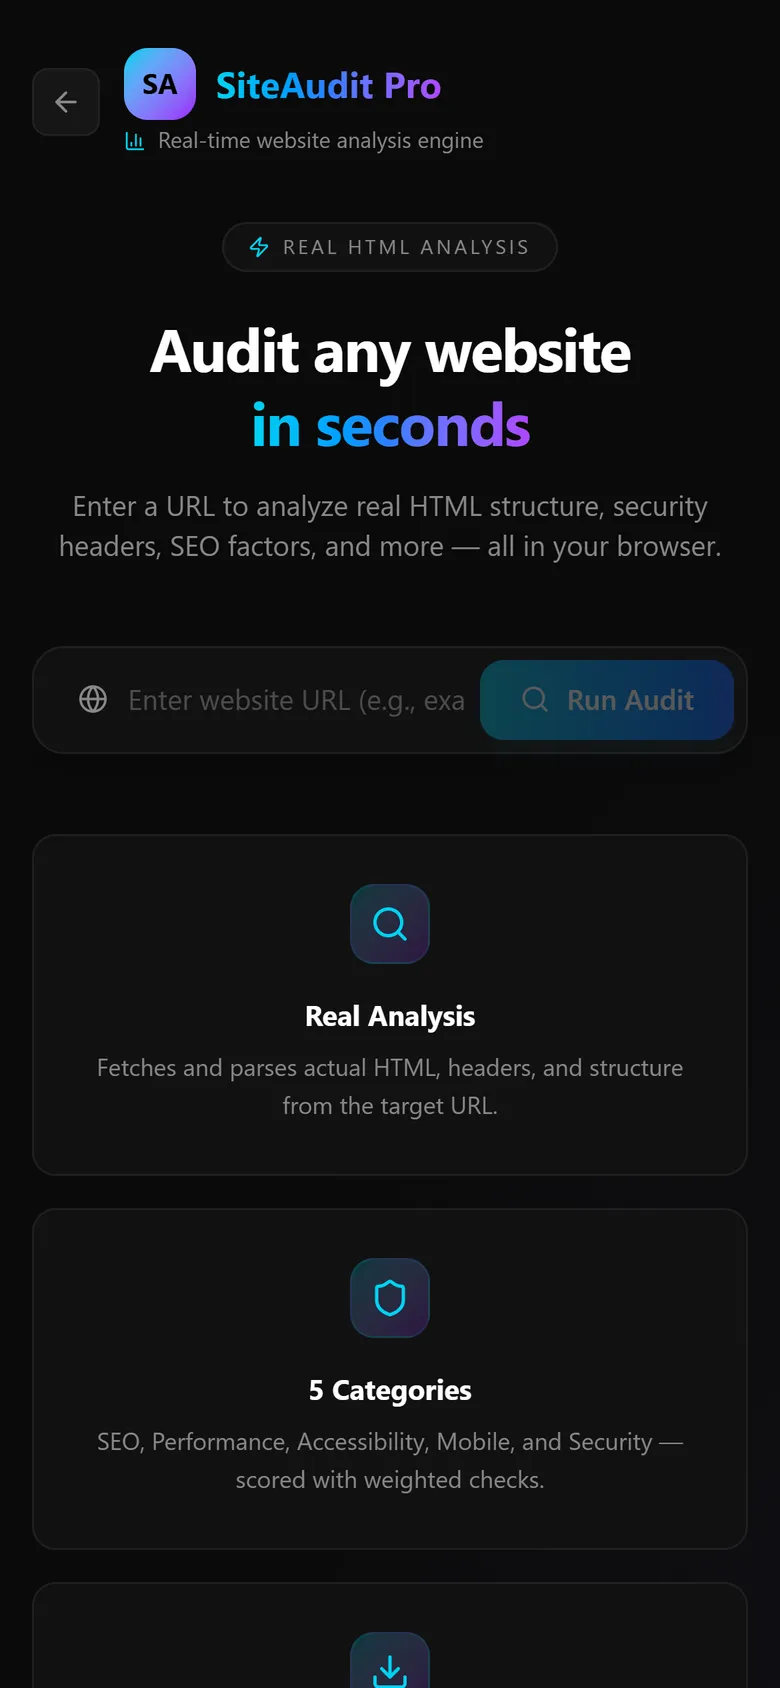 SA
SiteAudit Pro
Real-time website analysis engine
REAL HTML ANALYSIS
Audit any website
in seconds
Enter a URL to analyze real HTML structure, security
headers, SEO factors, and more — all in your browser.
Enter website URL (e.g., exa
Run Audit
Real Analysis
Fetches and parses actual HTML, headers, and structure
from the target URL.
5 Categories
SEO, Performance, Accessibility, Mobile, and Security —
scored with weighted checks.